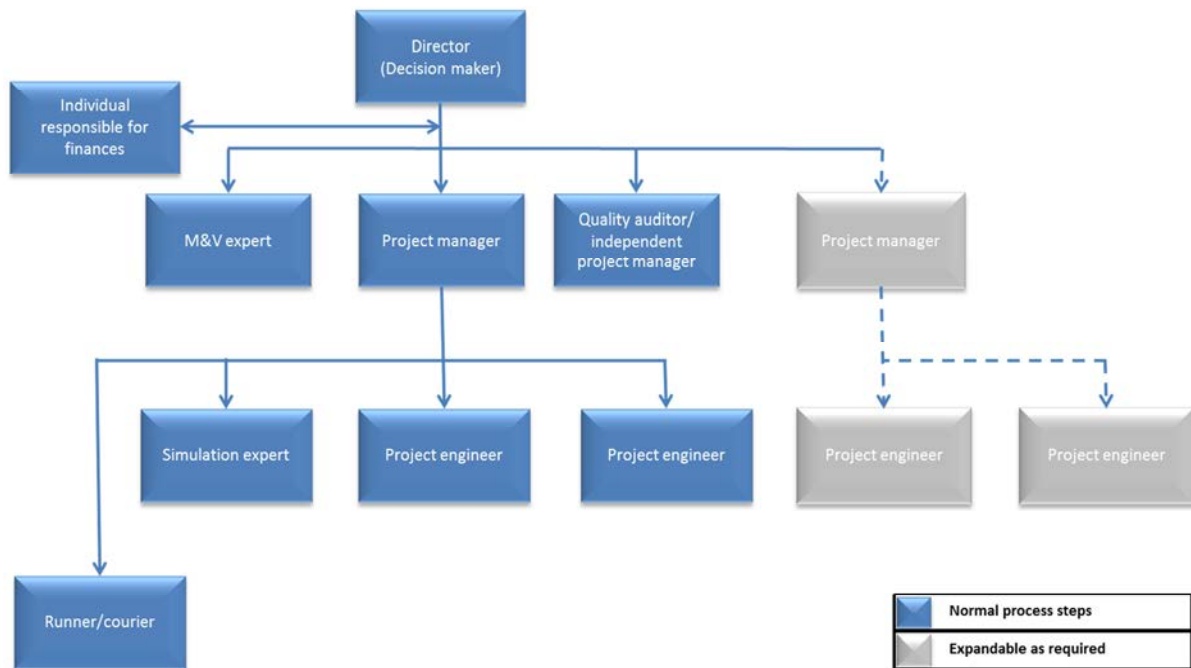 Director
(Decision maker)
Individual
responsible for
finances
M&V expert
Project manager
Quality auditor/
independent
project manager
Project manager
Simulation expert
Project engineer
Project engineer
Project engineer
Project engineer
Runner/courier
Normal process steps
Expandable as required